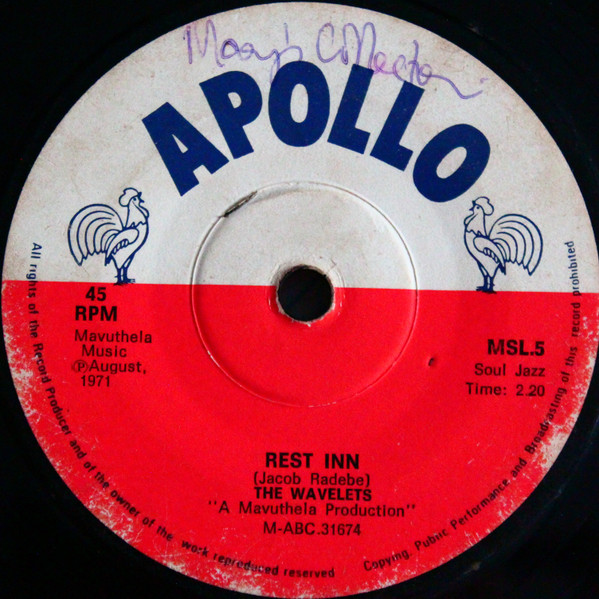 Moay's Collection
APOLLO
45
RPM
Mavuthela
Music
℗August,
1971
MSL.5
Soul Jazz
Time: 2.20
REST INN
(Jacob Radebe)
THE WAVELETS
"A Mavuthela Production"
M-ABC.31674
All rights of the Record Producer and of the owner of the work reproduced reserved
Copying, Public Performance and Broadcasting of this record prohibited